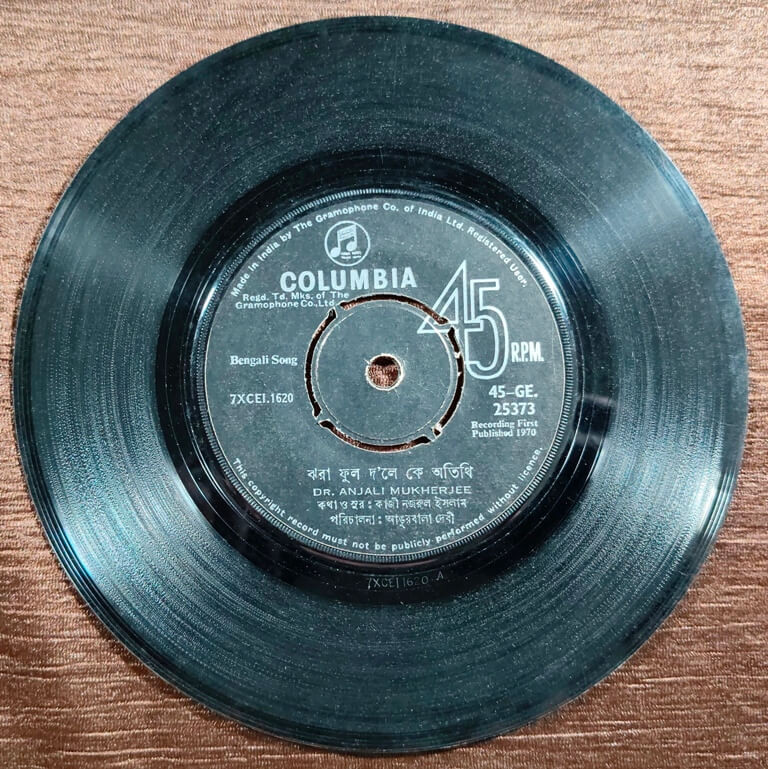 Made in India by The Gramophone Co. of India Ltd. Registered User.
COLUMBIA
Regd. Td. Mks. of The
Gramophone Co., Ltd.
45
R.P.M.
Bengali Song
7XCEI.1620
45–GE.
25373
Recording First
Published 1970
ঝরা ফুল দ'লে কে অতিথি
DR. ANJALI MUKHERJEE
কথা ও সুর : কাজী নজরুল ইসলাম
পরিচালনা : আঙুরবালা দেবী
This copyright record must not be publicly performed without licence.
7XCEI 1620 A